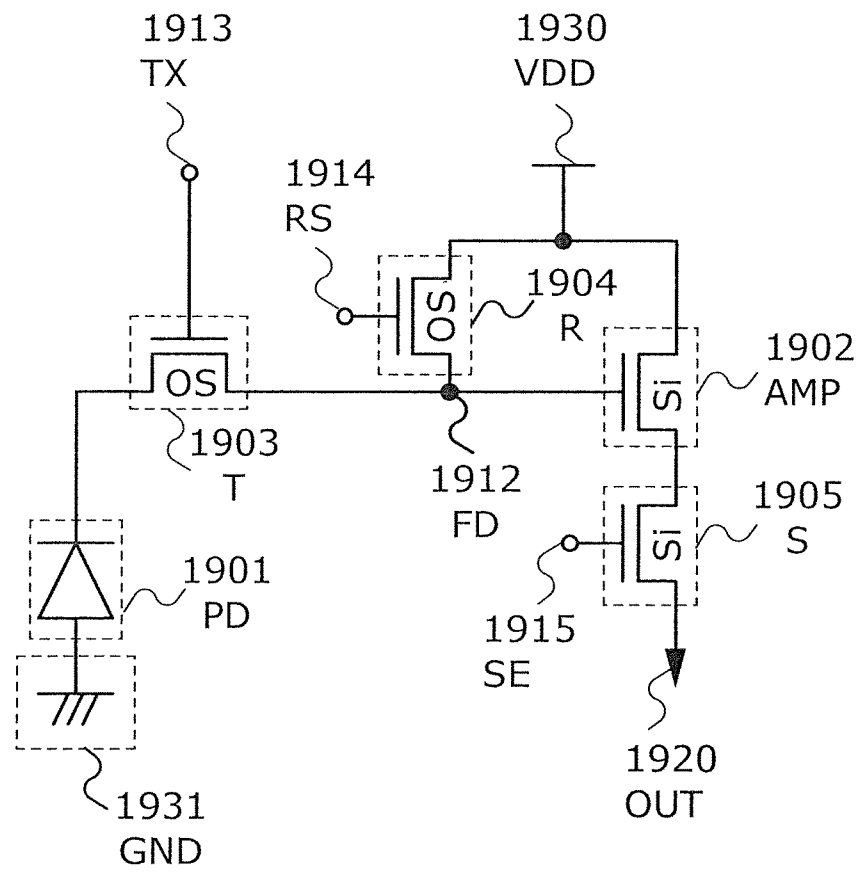 1913
TX
1930
VDD
1914
RS
OS
1904
R
1902
AMP
Si
OS
1903
T
1912
FD
1905
S
Si
1901
PD
1915
SE
1920
OUT
1931
GND